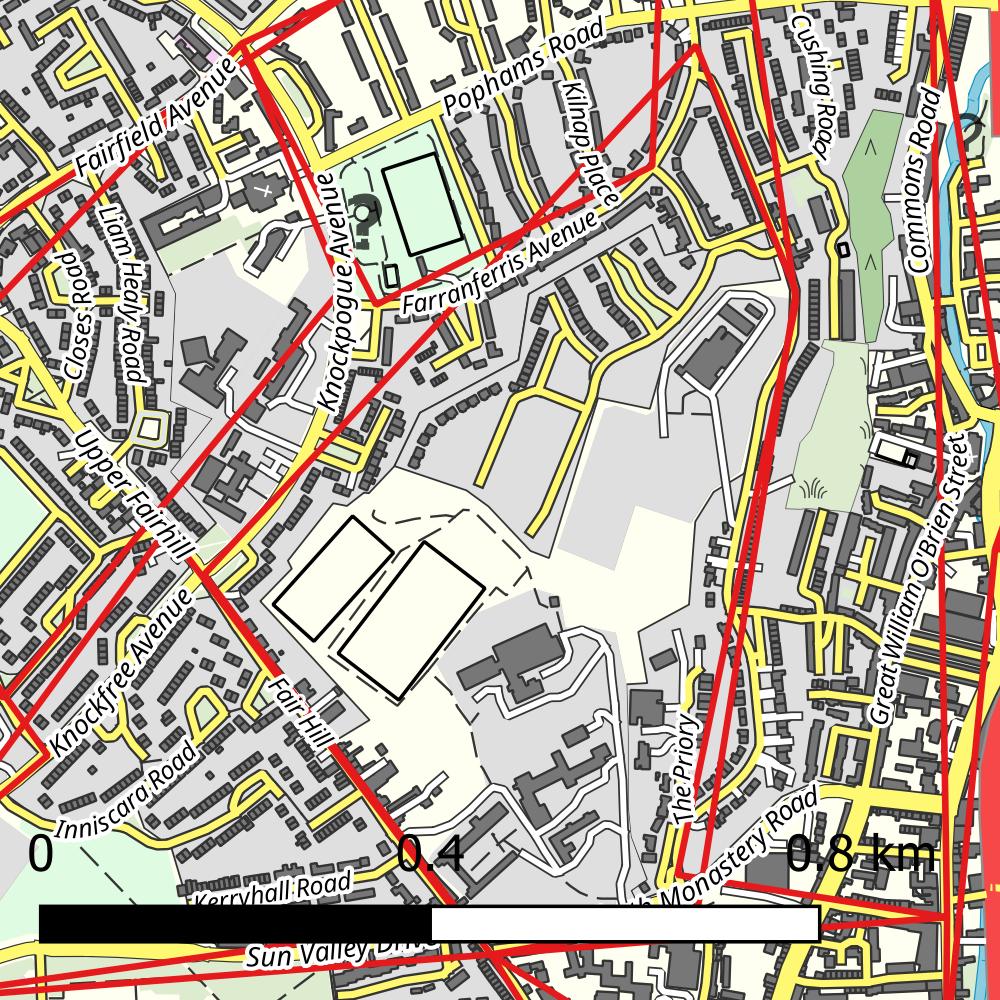 Pophams Road
Cushing Road
Fairfield Avenue
Kilnap Place
Commons Road
Liam Healy Road
Closes Road
Knockpogue Avenue
Farranferris Avenue
Upper Fairhill
Great William O'Brien Street
Knockfree Avenue
Fair Hill
The Priory
Inniscara Road
Monastery Road
0 0.4 0.8 km
Kerryhall Road
Sun Valley Drive